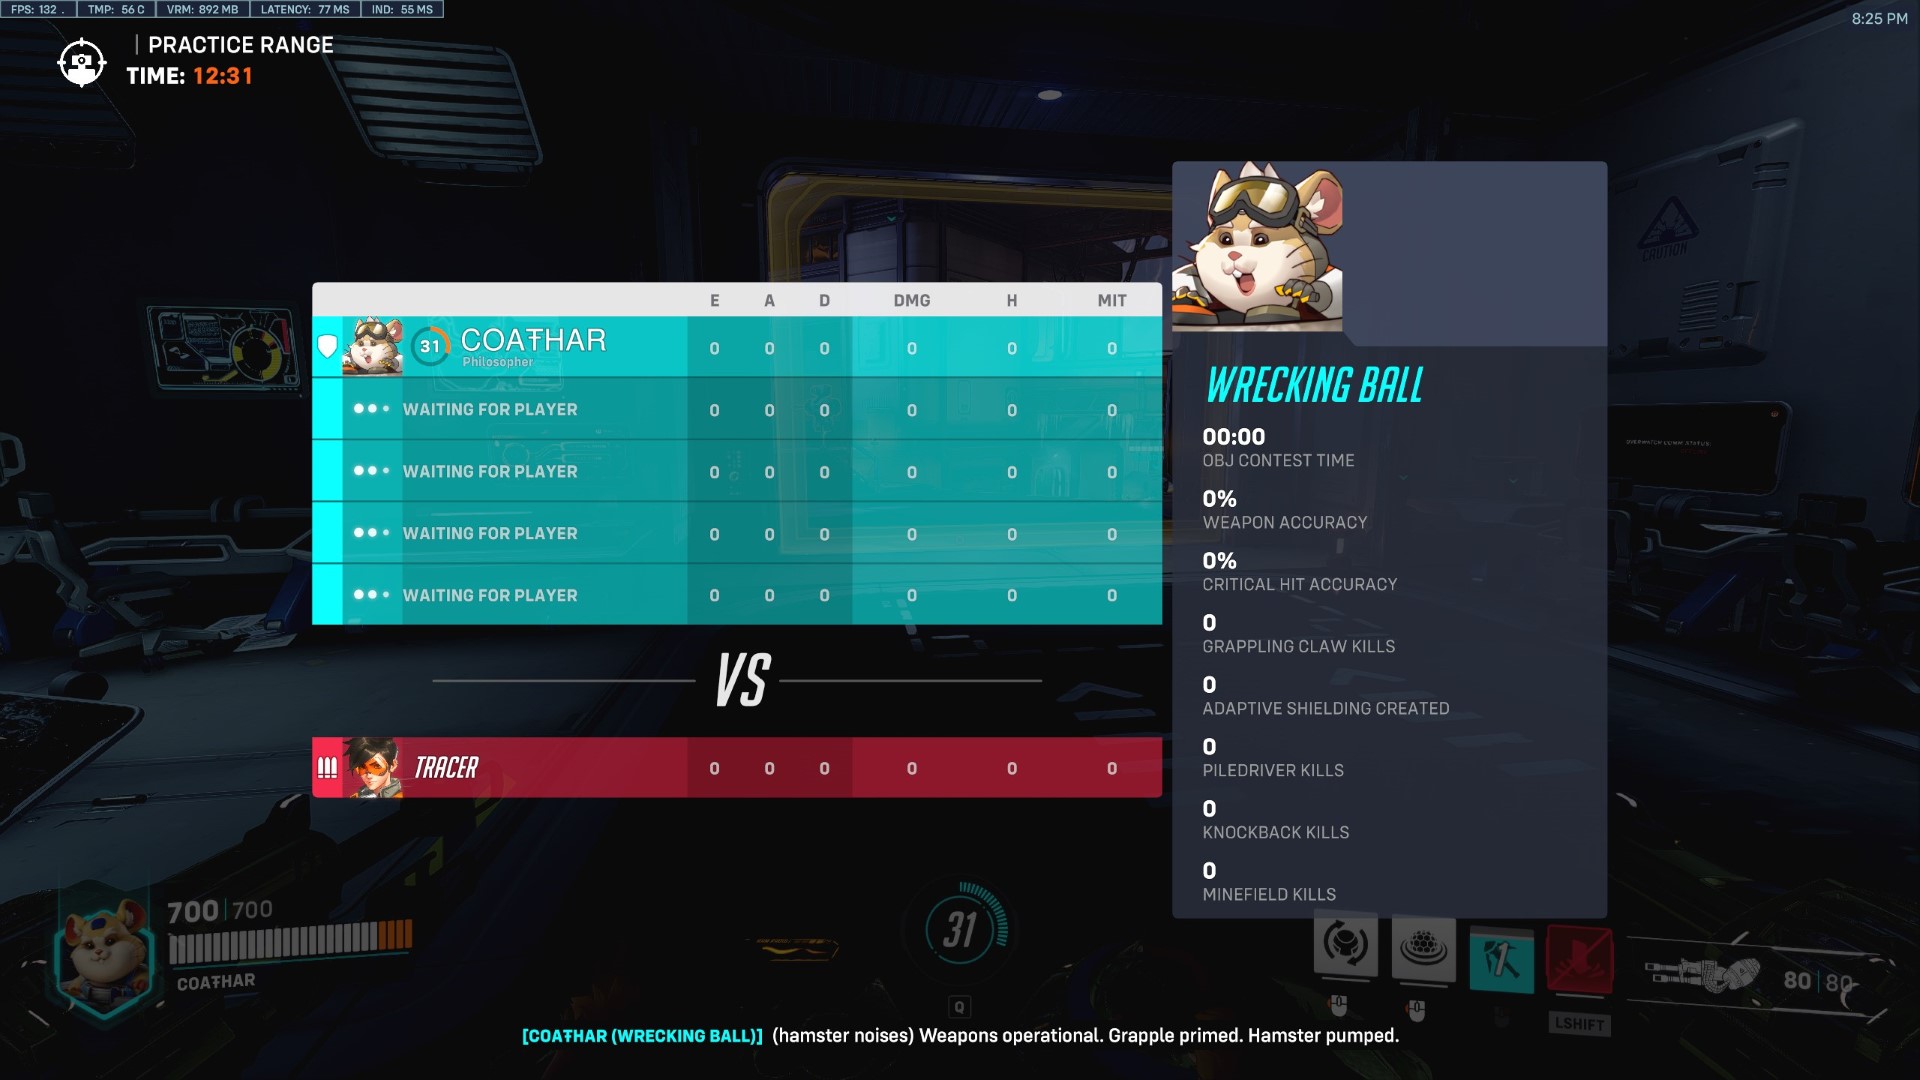 FPS: 132 . TMP: 56 C VRM: 892 MB LATENCY: 77 MS IND: 55 MS
8:25 PM
| PRACTICE RANGE
TIME: 12:31
E A D DMG H MIT
31 COAŦHAR 0 0 0 0 0 0
Philosopher
WAITING FOR PLAYER 0 0 0 0 0 0
WAITING FOR PLAYER 0 0 0 0 0 0
WAITING FOR PLAYER 0 0 0 0 0 0
WAITING FOR PLAYER 0 0 0 0 0 0
VS
TRACER 0 0 0 0 0 0
WRECKING BALL
00:00
OBJ CONTEST TIME
0%
WEAPON ACCURACY
0%
CRITICAL HIT ACCURACY
0
GRAPPLING CLAW KILLS
0
ADAPTIVE SHIELDING CREATED
0
PILEDRIVER KILLS
0
KNOCKBACK KILLS
0
MINEFIELD KILLS
CAUTION
700 | 700
COAŦHAR
31
Q
1
LSHIFT
80 | 80
[COAŦHAR (WRECKING BALL)] (hamster noises) Weapons operational. Grapple primed. Hamster pumped.